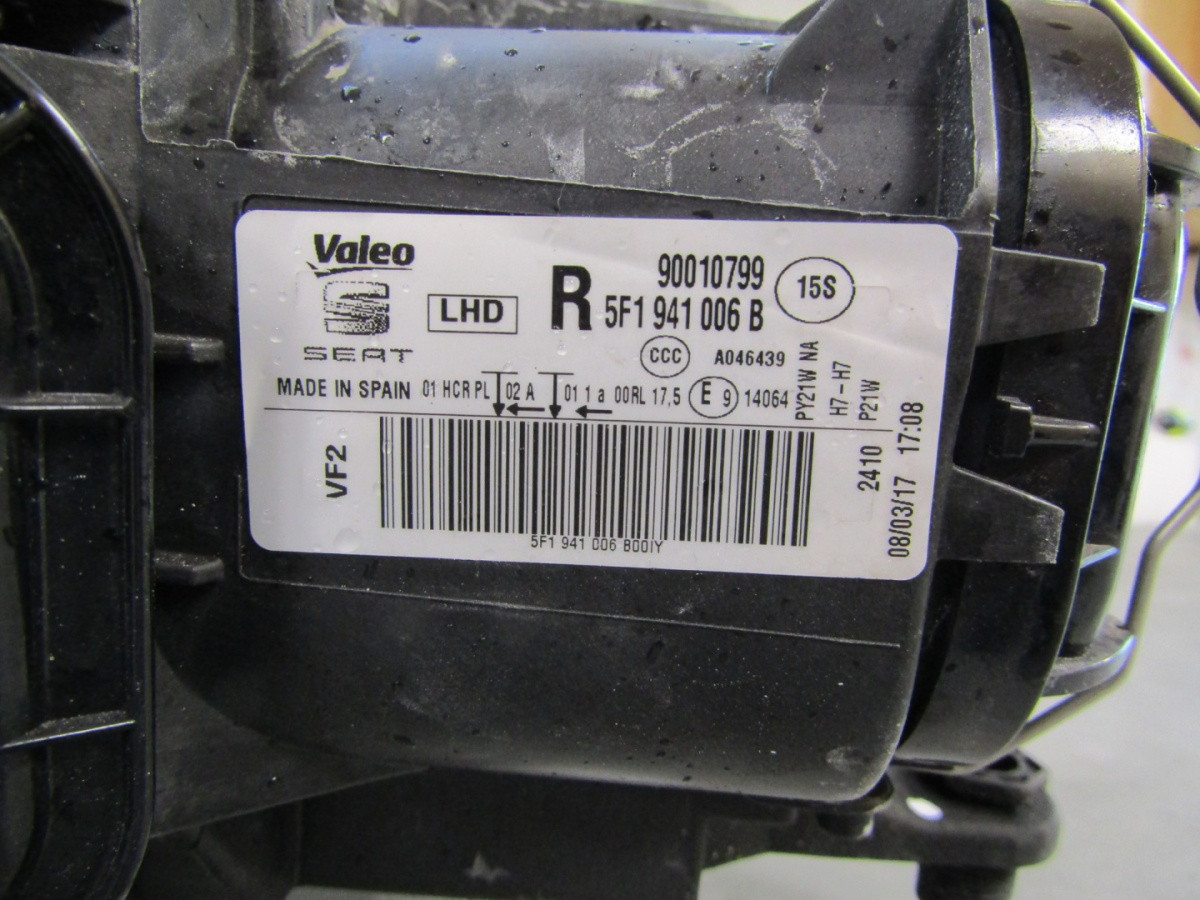 Valeo
SEAT
LHD
R
90010799
5F1 941 006 B
15S
CCC
A046439
MADE IN SPAIN
01 HCR PL
02 A
01 1 a
00RL 17,5
E 9
14064
PY21W NA
H7 - H7
P21W
VF2
2410
08/03/17 17:08
5F1 941 006 B00IY